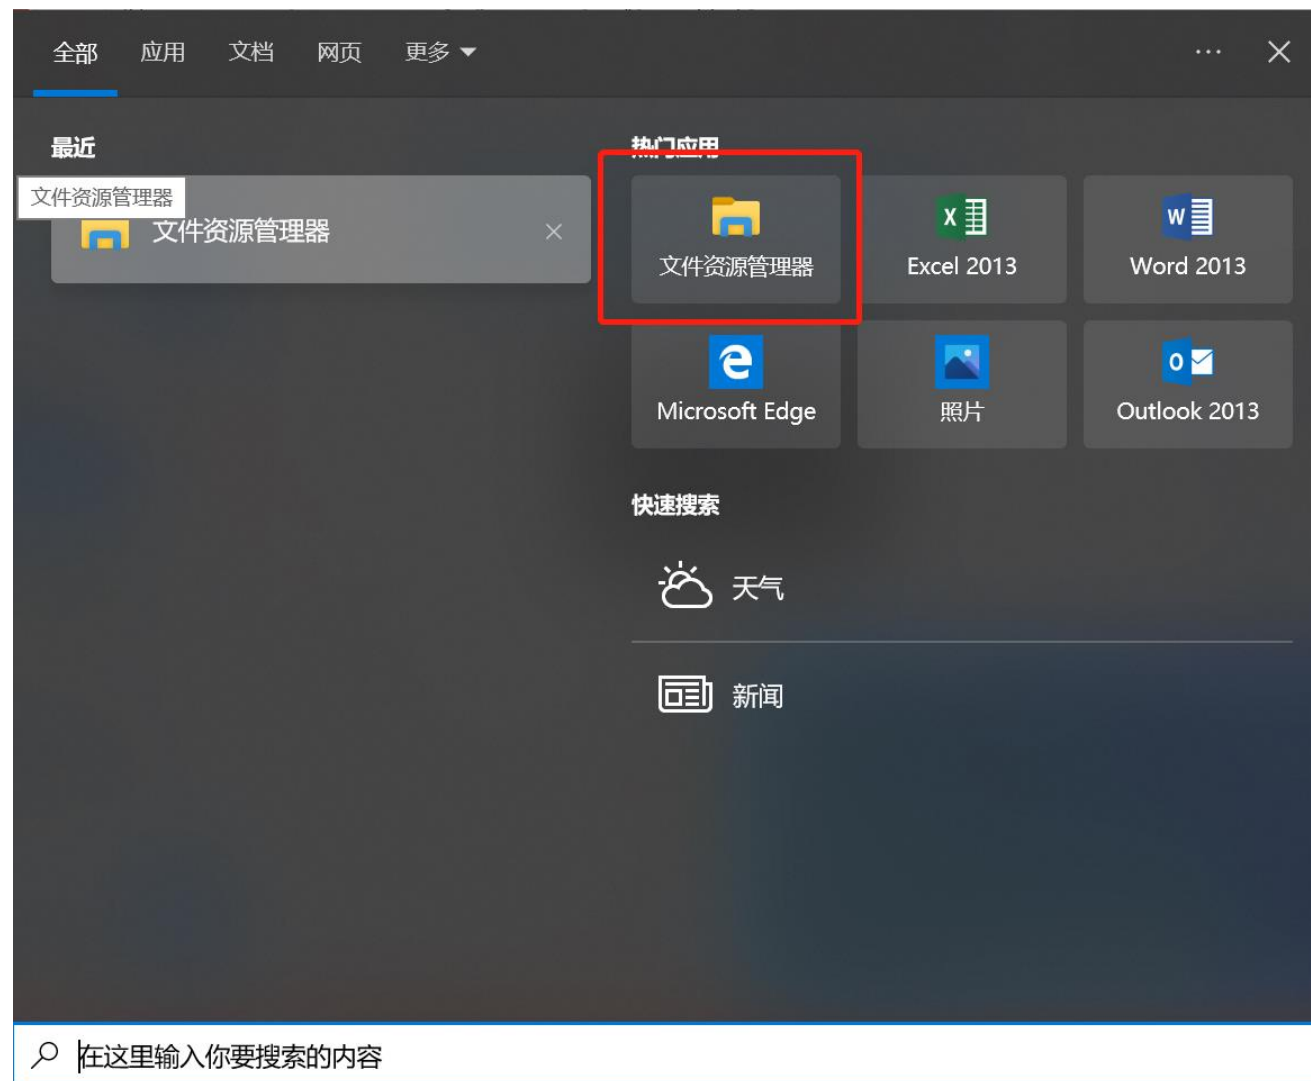 全部 应用 文档 网页 更多
最近
文件资源管理器
文件资源管理器
热门应用
文件资源管理器 Excel 2013 Word 2013
Microsoft Edge 照片 Outlook 2013
快速搜索
天气
新闻
在这里输入你要搜索的内容